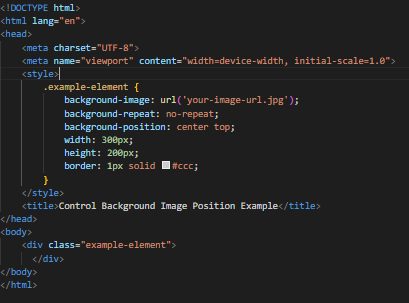 <!DOCTYPE html>
<html lang="en">
<head>
    <meta charset="UTF-8">
    <meta name="viewport" content="width=device-width, initial-scale=1.0">
    <style>
        .example-element {
            background-image: url('your-image-url.jpg');
            background-repeat: no-repeat;
            background-position: center top;
            width: 300px;
            height: 200px;
            border: 1px solid #ccc;
        }
    </style>
    <title>Control Background Image Position Example</title>
</head>
<body>
    <div class="example-element">
      </div>
</body>
</html>